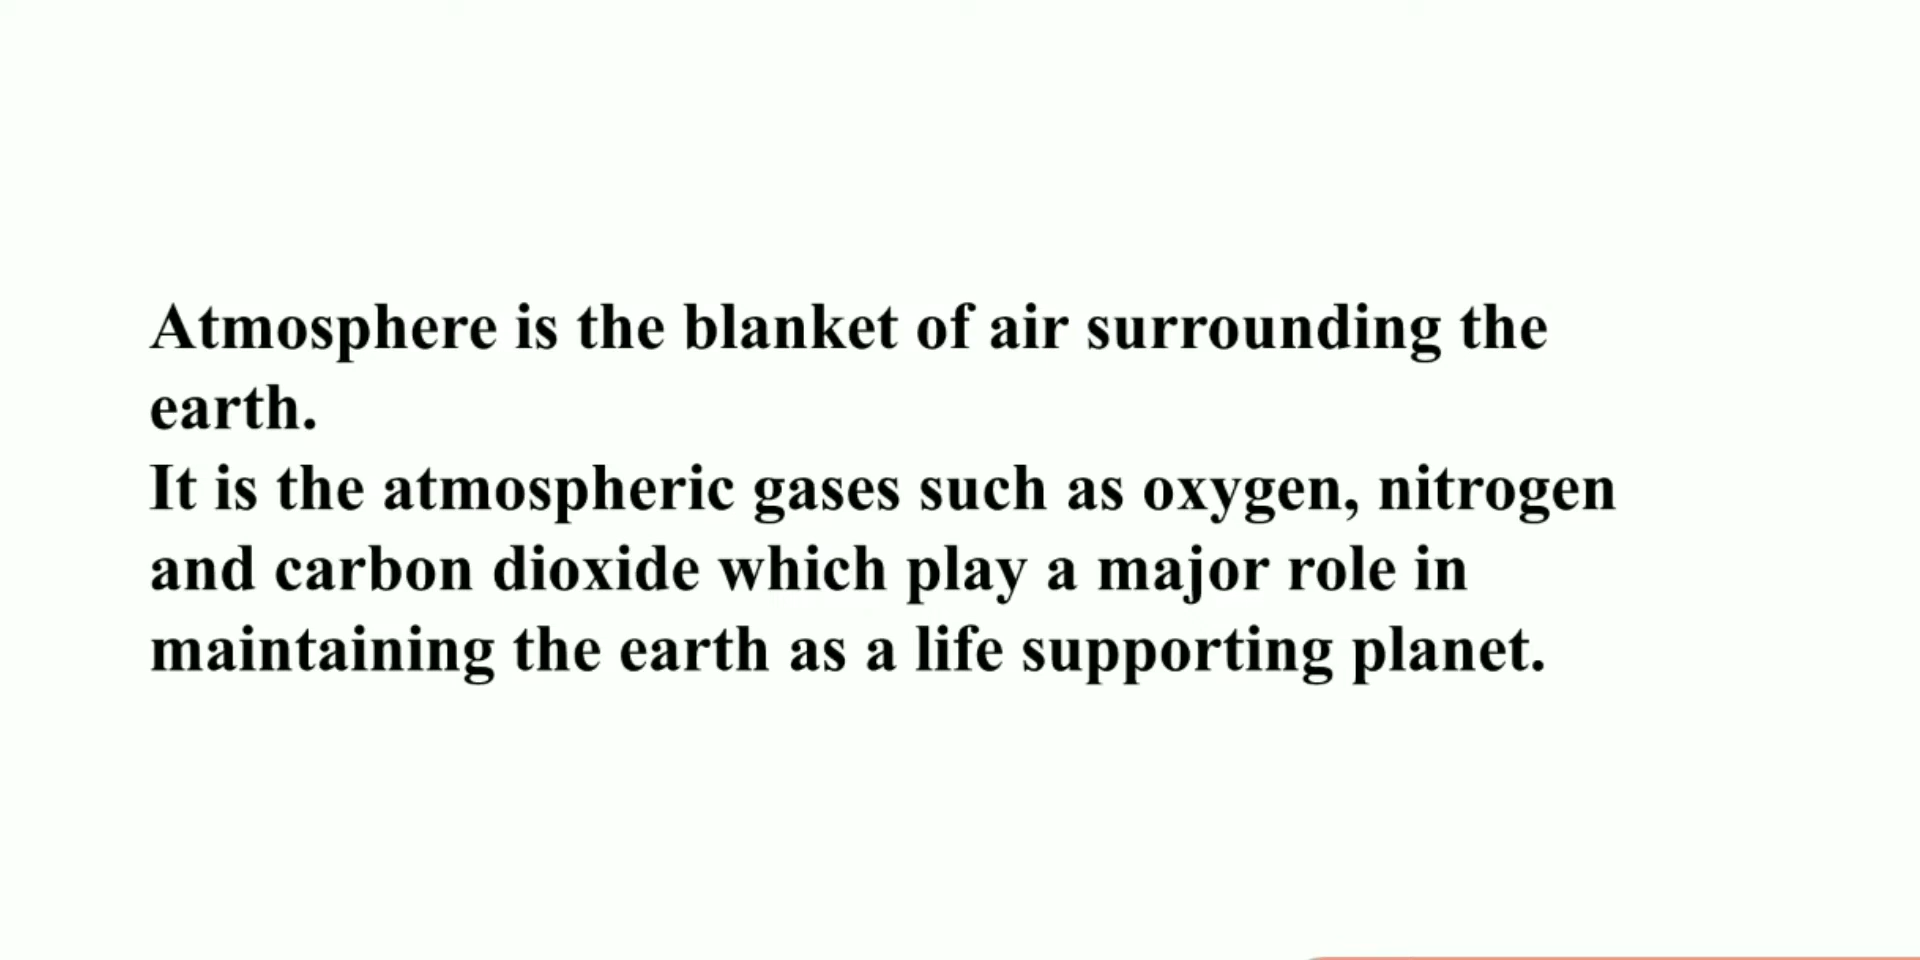 Atmosphere is the blanket of air surrounding the
earth.
It is the atmospheric gases such as oxygen, nitrogen
and carbon dioxide which play a major role in
maintaining the earth as a life supporting planet.